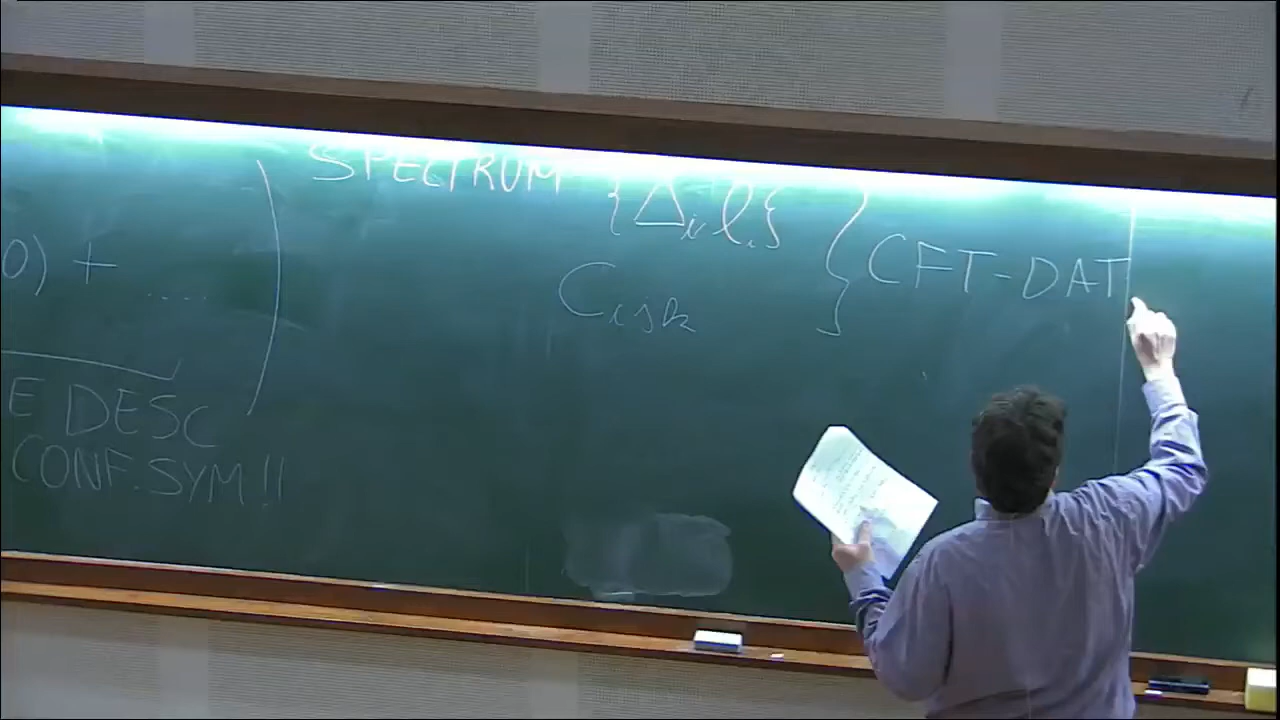 SPECTRUM {Δi, li}
Cijk } CFT-DAT
0) + .....
E DESC
CONF. SYM!!